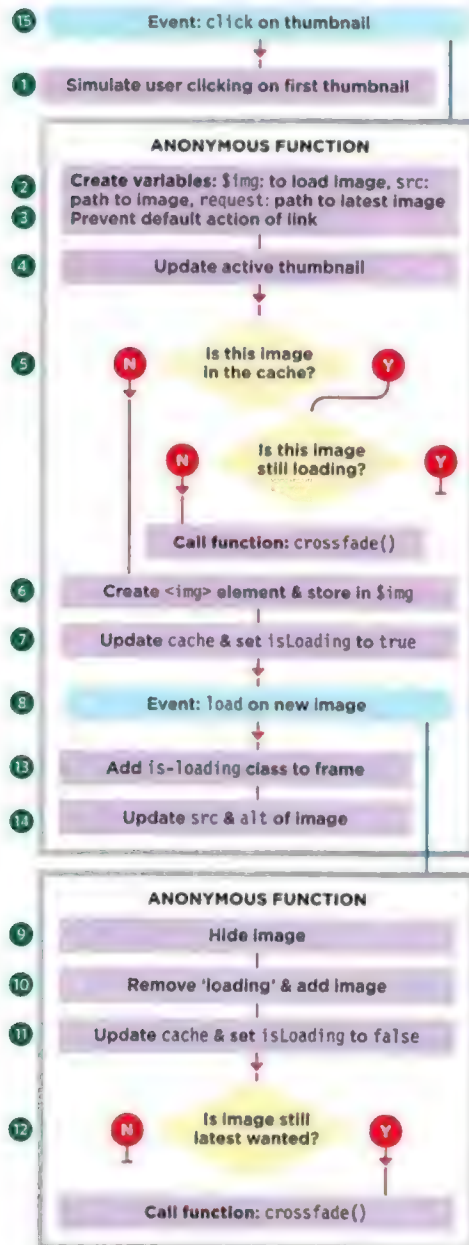 15 Event: click on thumbnail
1 Simulate user clicking on first thumbnail
ANONYMOUS FUNCTION
2 Create variables: $img: to load image, src:
path to image, request: path to latest image
3 Prevent default action of link
4 Update active thumbnail
5 N Is this image Y
in the cache?
N Is this image Y
still loading?
Call function: crossfade()
6 Create <img> element & store in $img
7 Update cache & set isLoading to true
8 Event: load on new image
13 Add is-loading class to frame
14 Update src & alt of image
ANONYMOUS FUNCTION
9 Hide image
10 Remove 'loading' & add image
11 Update cache & set isLoading to false
12 N Is image still Y
latest wanted?
Call function: crossfade()